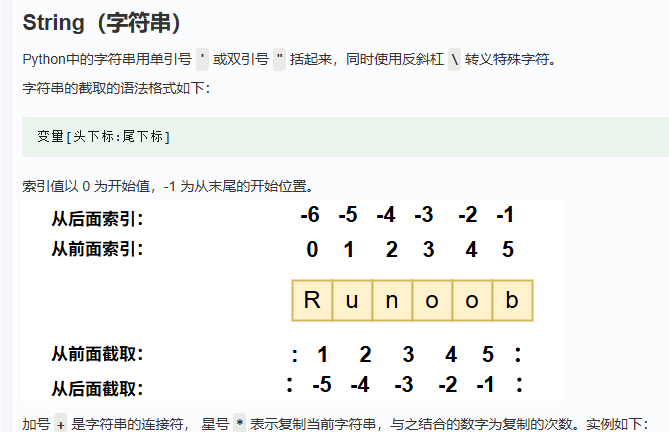 String（字符串）
Python中的字符串用单引号 ' 或双引号 " 括起来，同时使用反斜杠 \ 转义特殊字符。
字符串的截取的语法格式如下：
变量[头下标:尾下标]
索引值以 0 为开始值，-1 为从末尾的开始位置。
从后面索引： -6 -5 -4 -3 -2 -1
从前面索引： 0 1 2 3 4 5
R u n o o b
从前面截取： : 1 2 3 4 5 :
从后面截取： : -5 -4 -3 -2 -1 :
加号 + 是字符串的连接符， 星号 * 表示复制当前字符串，与之结合的数字为复制的次数。实例如下：